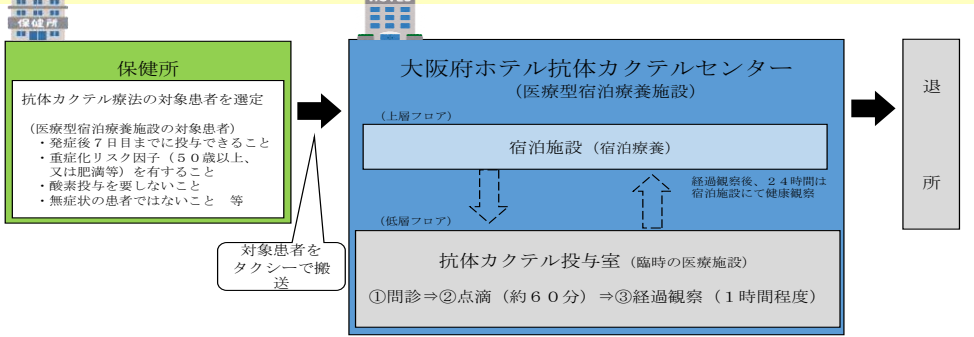 保健所
HOTEL
保健所
抗体カクテル療法の対象患者を選定
(医療型宿泊療養施設の対象患者)
・発症後７日目までに投与できること
・重症化リスク因子（５０歳以上、
又は肥満等）を有すること
・酸素投与を要しないこと
・無症状の患者ではないこと　等
対象患者を
タクシーで搬
送
大阪府ホテル抗体カクテルセンター
（医療型宿泊療養施設）
（上層フロア）
宿泊施設（宿泊療養）
経過観察後、２４時間は
宿泊施設にて健康観察
（低層フロア）
抗体カクテル投与室（臨時の医療施設）
①問診⇒②点滴（約６０分）⇒③経過観察（１時間程度）
退
所